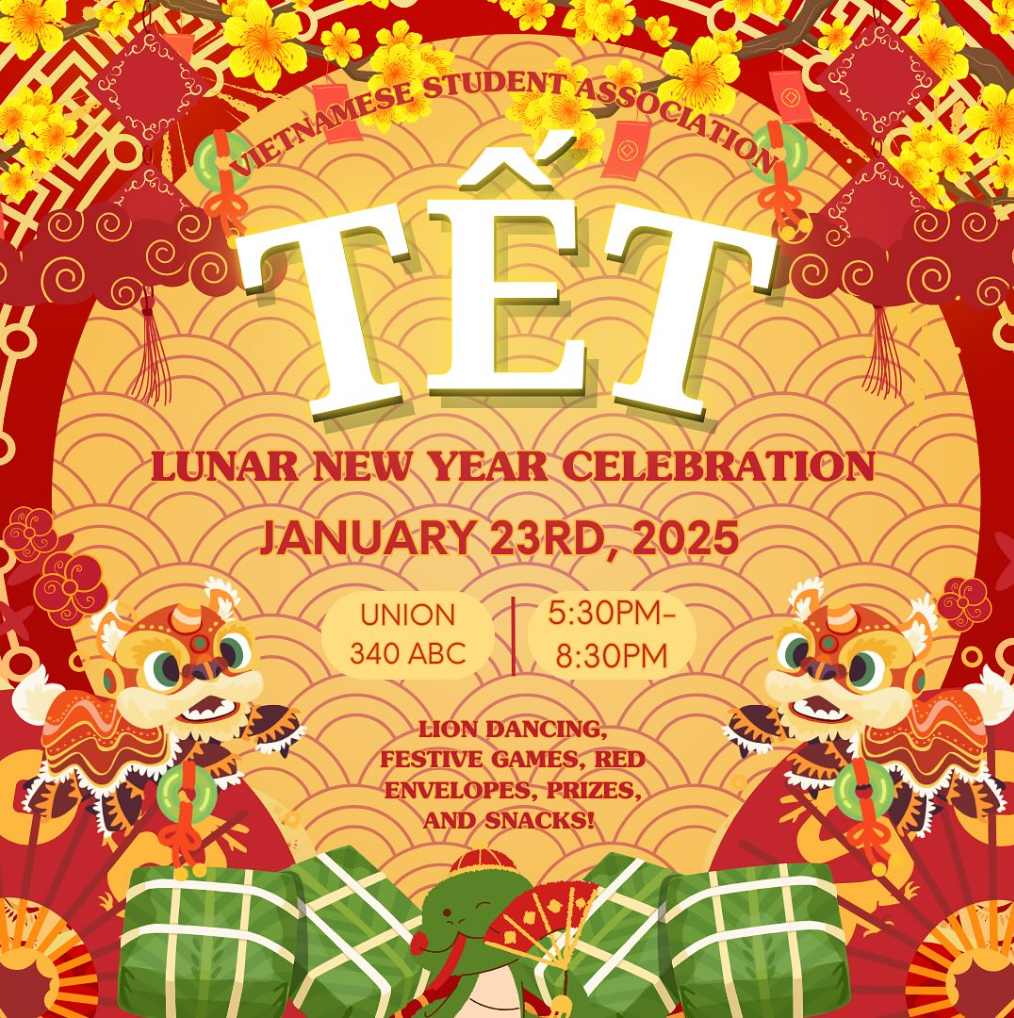 VIETNAMESE STUDENT ASSOCIATION
TẾT
LUNAR NEW YEAR CELEBRATION
JANUARY 23RD, 2025
UNION
340 ABC
5:30PM-
8:30PM
LION DANCING,
FESTIVE GAMES, RED
ENVELOPES, PRIZES,
AND SNACKS!